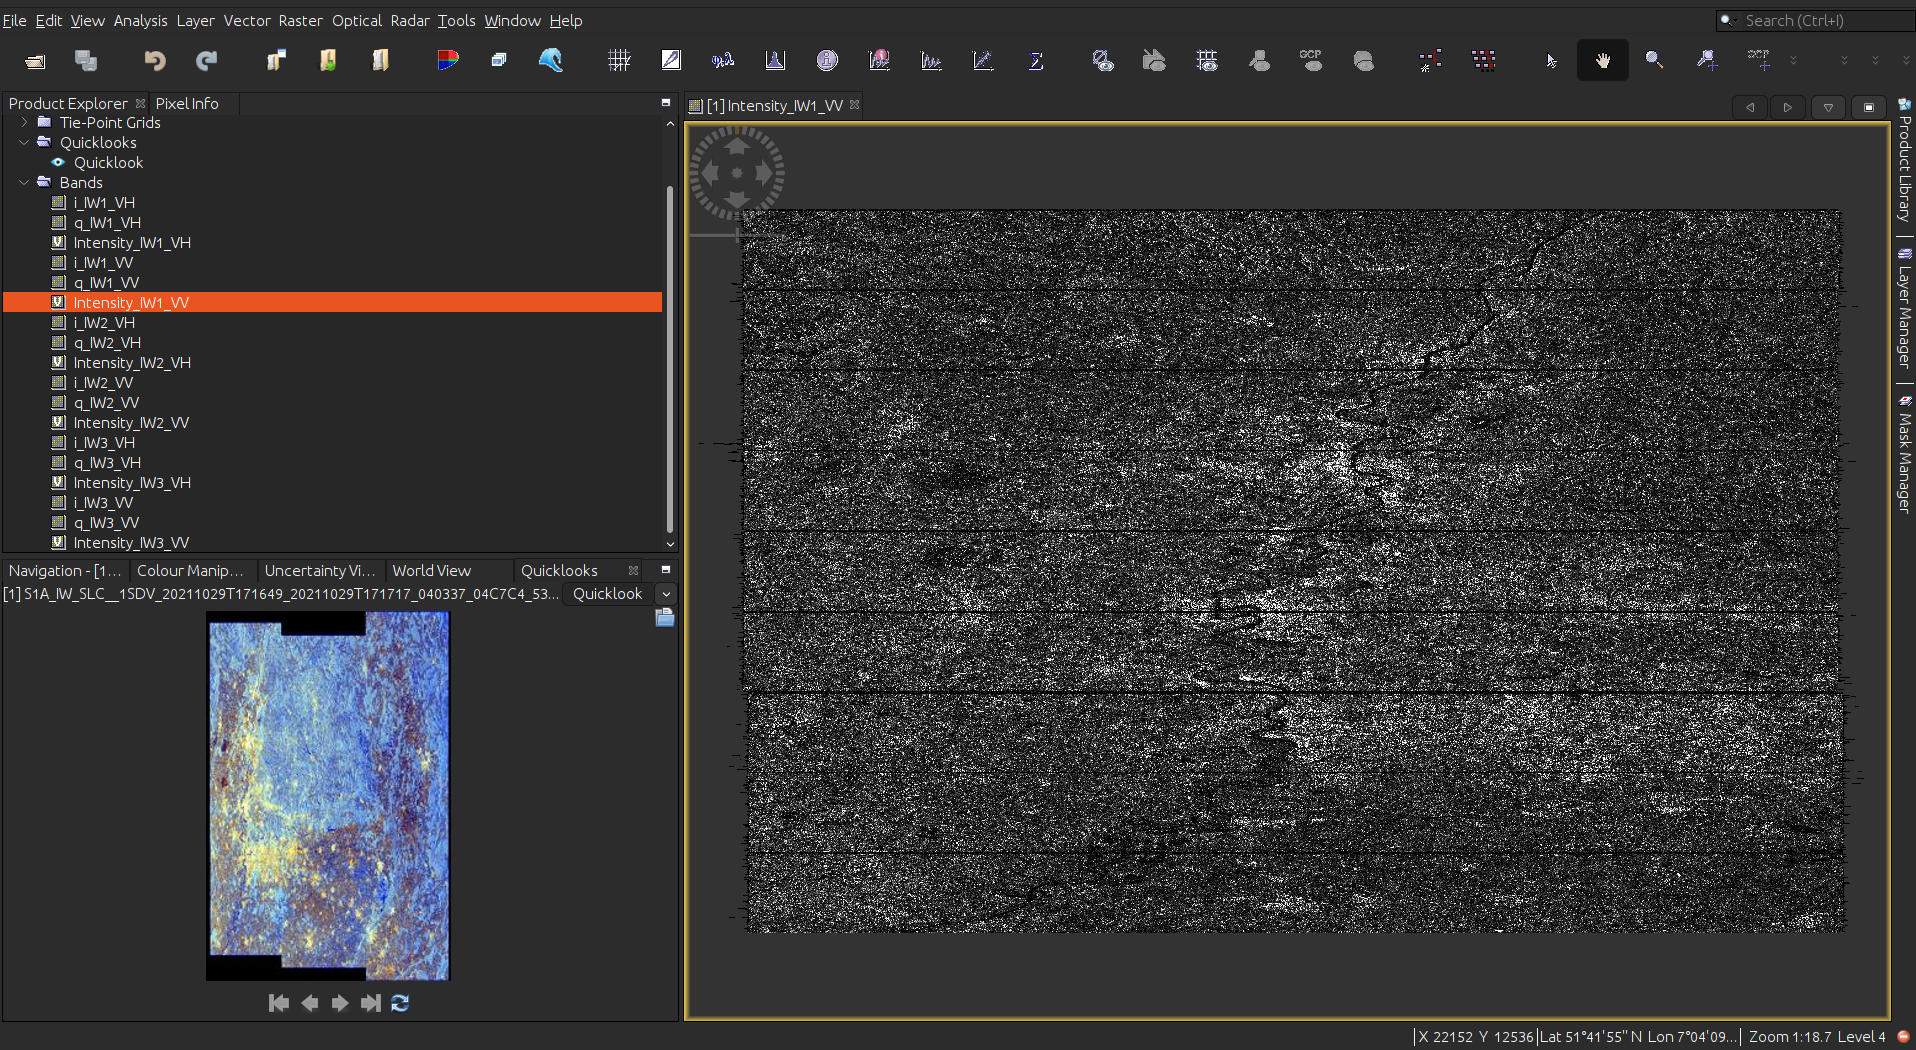 File Edit View Analysis Layer Vector Raster Optical Radar Tools Window Help
Search (Ctrl+I)
GCP
Product Explorer Pixel Info
Tie-Point Grids
Quicklooks
Quicklook
Bands
i_IW1_VH
q_IW1_VH
Intensity_IW1_VH
i_IW1_VV
q_IW1_VV
Intensity_IW1_VV
i_IW2_VH
q_IW2_VH
Intensity_IW2_VH
i_IW2_VV
q_IW2_VV
Intensity_IW2_VV
i_IW3_VH
q_IW3_VH
Intensity_IW3_VH
i_IW3_VV
q_IW3_VV
Intensity_IW3_VV
Navigation - [1... Colour Manip... Uncertainty Vi... World View Quicklooks
[1] S1A_IW_SLC__1SDV_20211029T171649_20211029T171717_040337_04C7C4_53... Quicklook
[1] Intensity_IW1_VV
Product Library
Layer Manager
Mask Manager
X 22152 Y 12536 Lat 51°41'55" N Lon 7°04'09... Zoom 1:18.7 Level 4